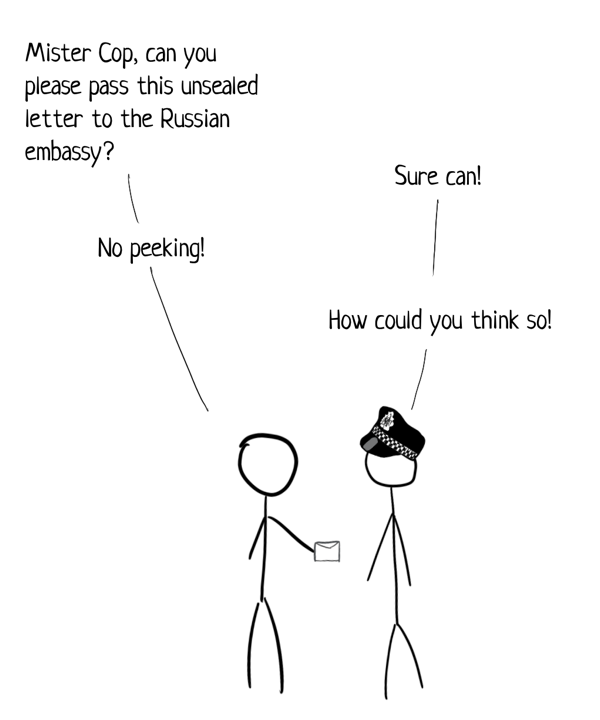 Mister Cop, can you
please pass this unsealed
letter to the Russian
embassy?
Sure can!
No peeking!
How could you think so!